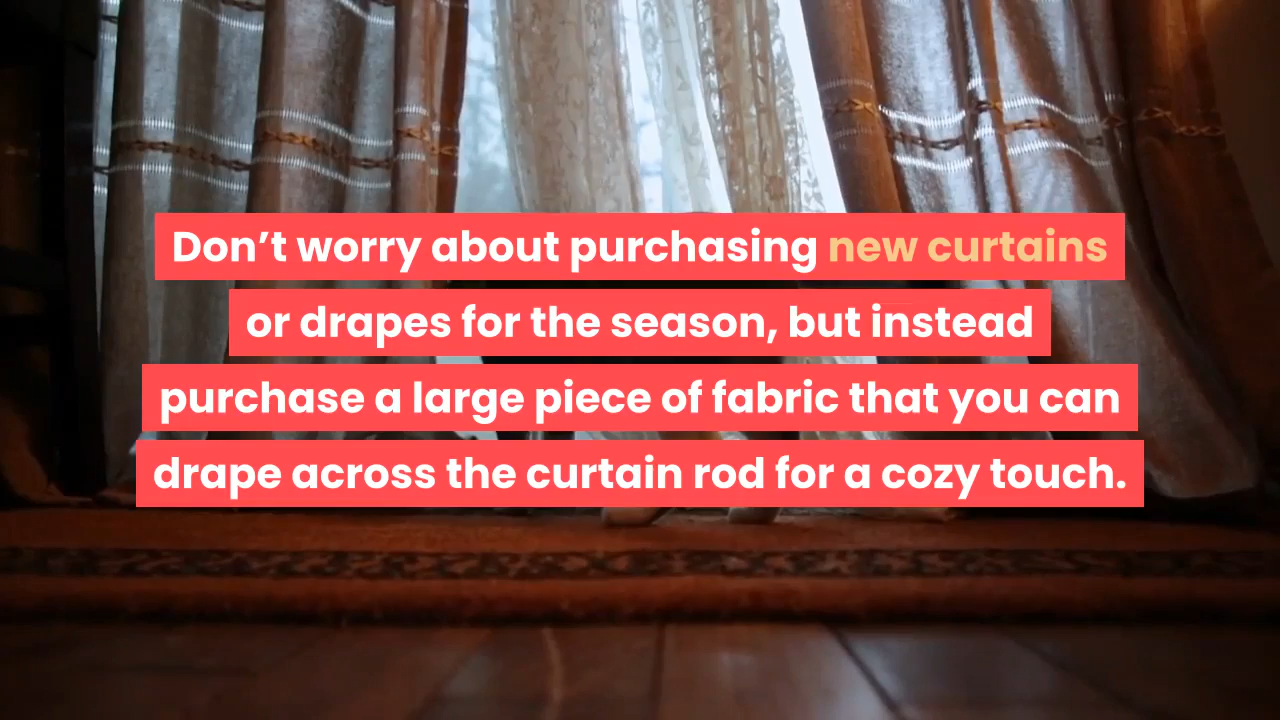 Don’t worry about purchasing new curtains
or drapes for the season, but instead
purchase a large piece of fabric that you can
drape across the curtain rod for a cozy touch.